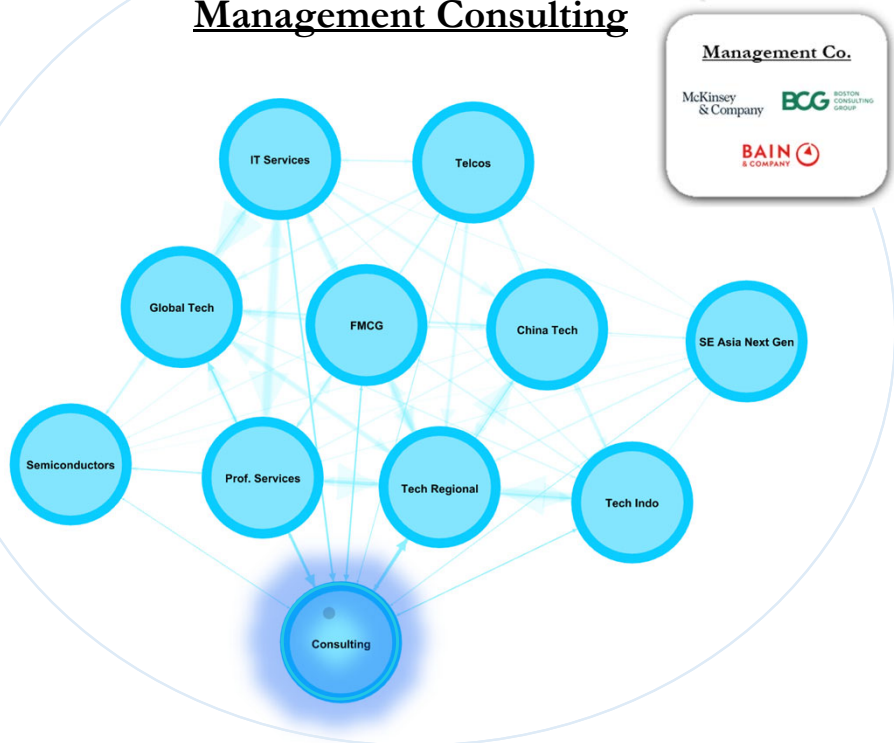 Management Consulting
Management Co.
McKinsey
& Company
BCG
BOSTON
CONSULTING
GROUP
BAIN
& COMPANY
IT Services
Telcos
Global Tech
FMCG
China Tech
SE Asia Next Gen
Semiconductors
Prof. Services
Tech Regional
Tech Indo
Consulting